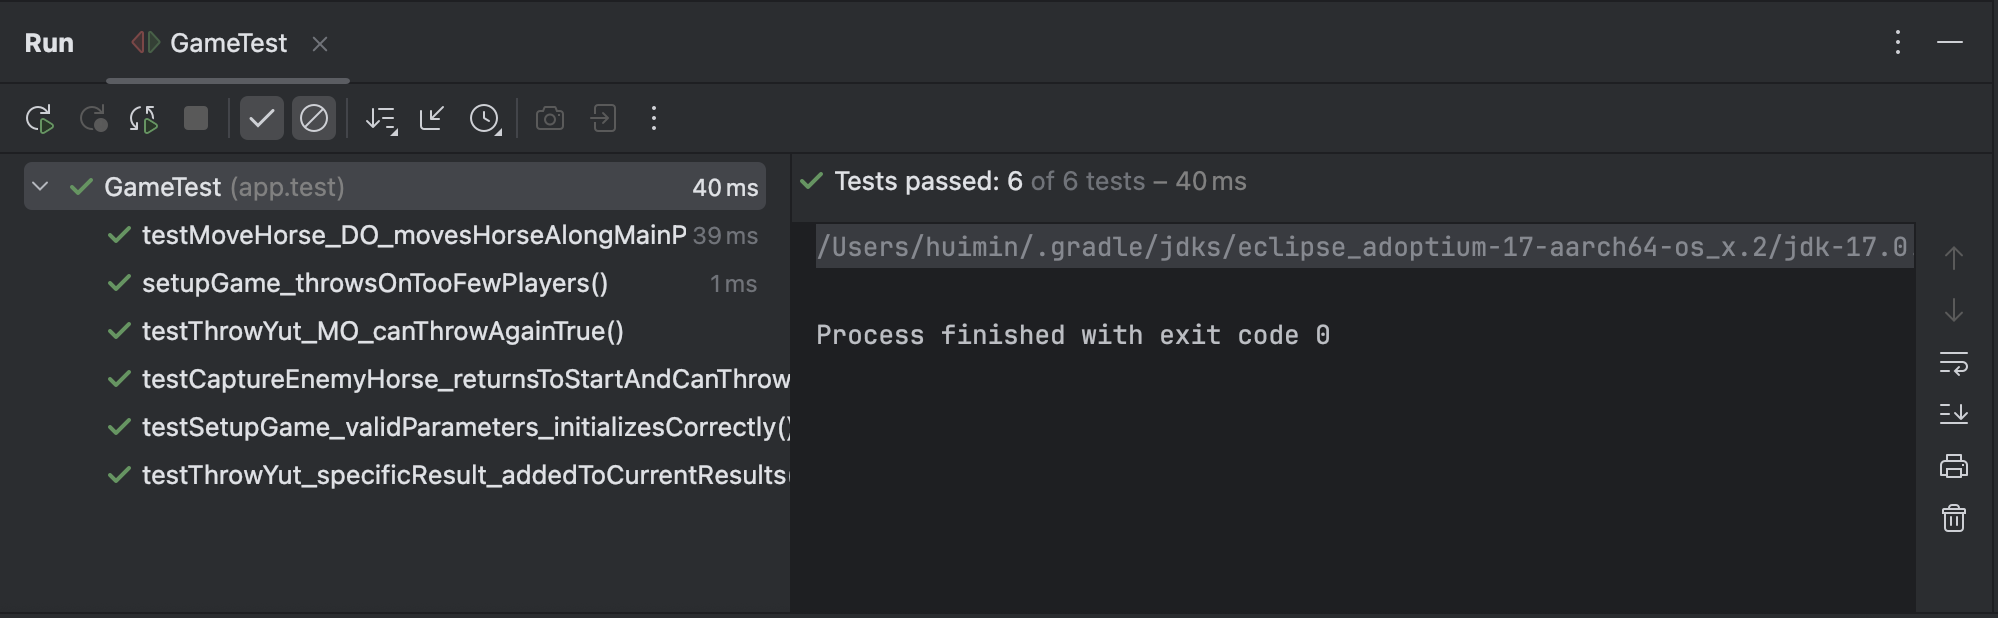 Run GameTest
GameTest (app.test) 40 ms
testMoveHorse_DO_movesHorseAlongMainP 39 ms
setupGame_throwsOnTooFewPlayers() 1 ms
testThrowYut_MO_canThrowAgainTrue()
testCaptureEnemyHorse_returnsToStartAndCanThrow
testSetupGame_validParameters_initializesCorrectly()
testThrowYut_specificResult_addedToCurrentResults(
Tests passed: 6 of 6 tests – 40 ms
/Users/huimin/.gradle/jdks/eclipse_adoptium-17-aarch64-os_x.2/jdk-17.0
Process finished with exit code 0